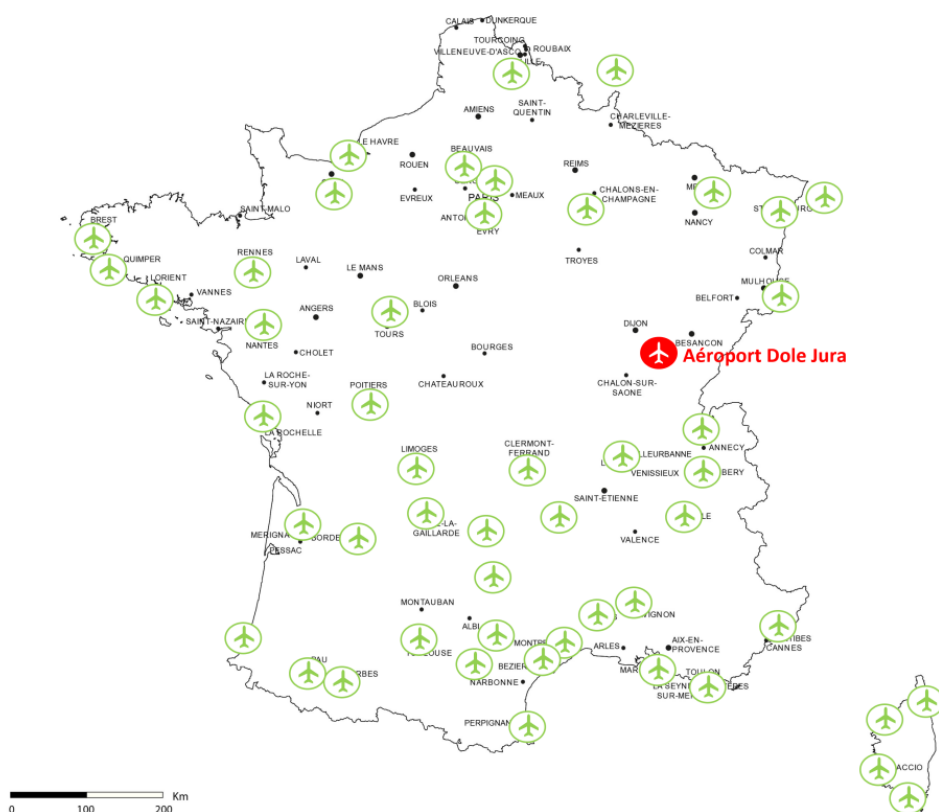 CALAIS
DUNKERQUE
TOURCOING
ROUBAIX
VILLENEUVE-D'ASCQ
AMIENS
SAINT-
QUENTIN
CHARLEVILLE-
MEZIERES
LE HAVRE
ROUEN
BEAUVAIS
REIMS
EVREUX
PARIS
MEAUX
CHALONS-EN-
CHAMPAGNE
NANCY
EVRY
SAINT-MALO
BREST
QUIMPER
RENNES
LAVAL
LE MANS
ORLEANS
TROYES
COLMAR
LORIENT
VANNES
ANGERS
BLOIS
MULHOUSE
BELFORT
SAINT-NAZAIRE
NANTES
TOURS
CHOLET
BOURGES
DIJON
BESANCON
Aéroport Dole Jura
LA ROCHE-
SUR-YON
POITIERS
CHATEAUROUX
CHALON-SUR-
SAONE
NIORT
LA ROCHELLE
LIMOGES
CLERMONT-
FERRAND
ANNECY
VENISSIEUX
SAINT-ETIENNE
GAILLARDE
PESSAC
VALENCE
MONTAUBAN
ARLES
AIX-EN-
PROVENCE
CANNES
TOULON
NARBONNE
PERPIGNAN
0 100 200 Km